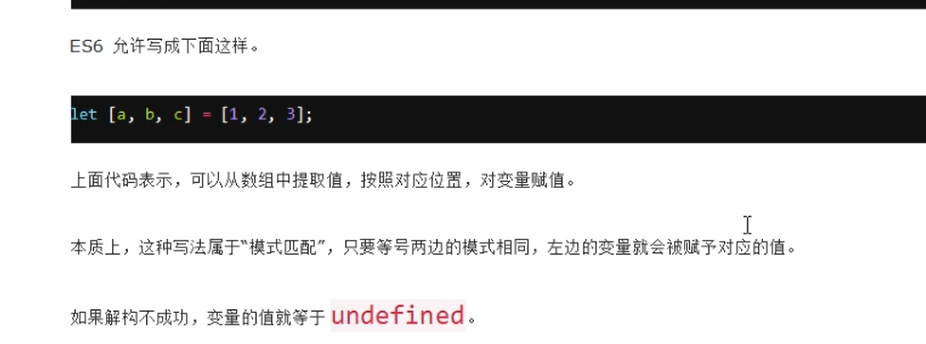 ES6 允许写成下面这样。
let [a, b, c] = [1, 2, 3];
上面代码表示，可以从数组中提取值，按照对应位置，对变量赋值。
本质上，这种写法属于“模式匹配”，只要等号两边的模式相同，左边的变量就会被赋予对应的值。
如果解构不成功，变量的值就等于 undefined。